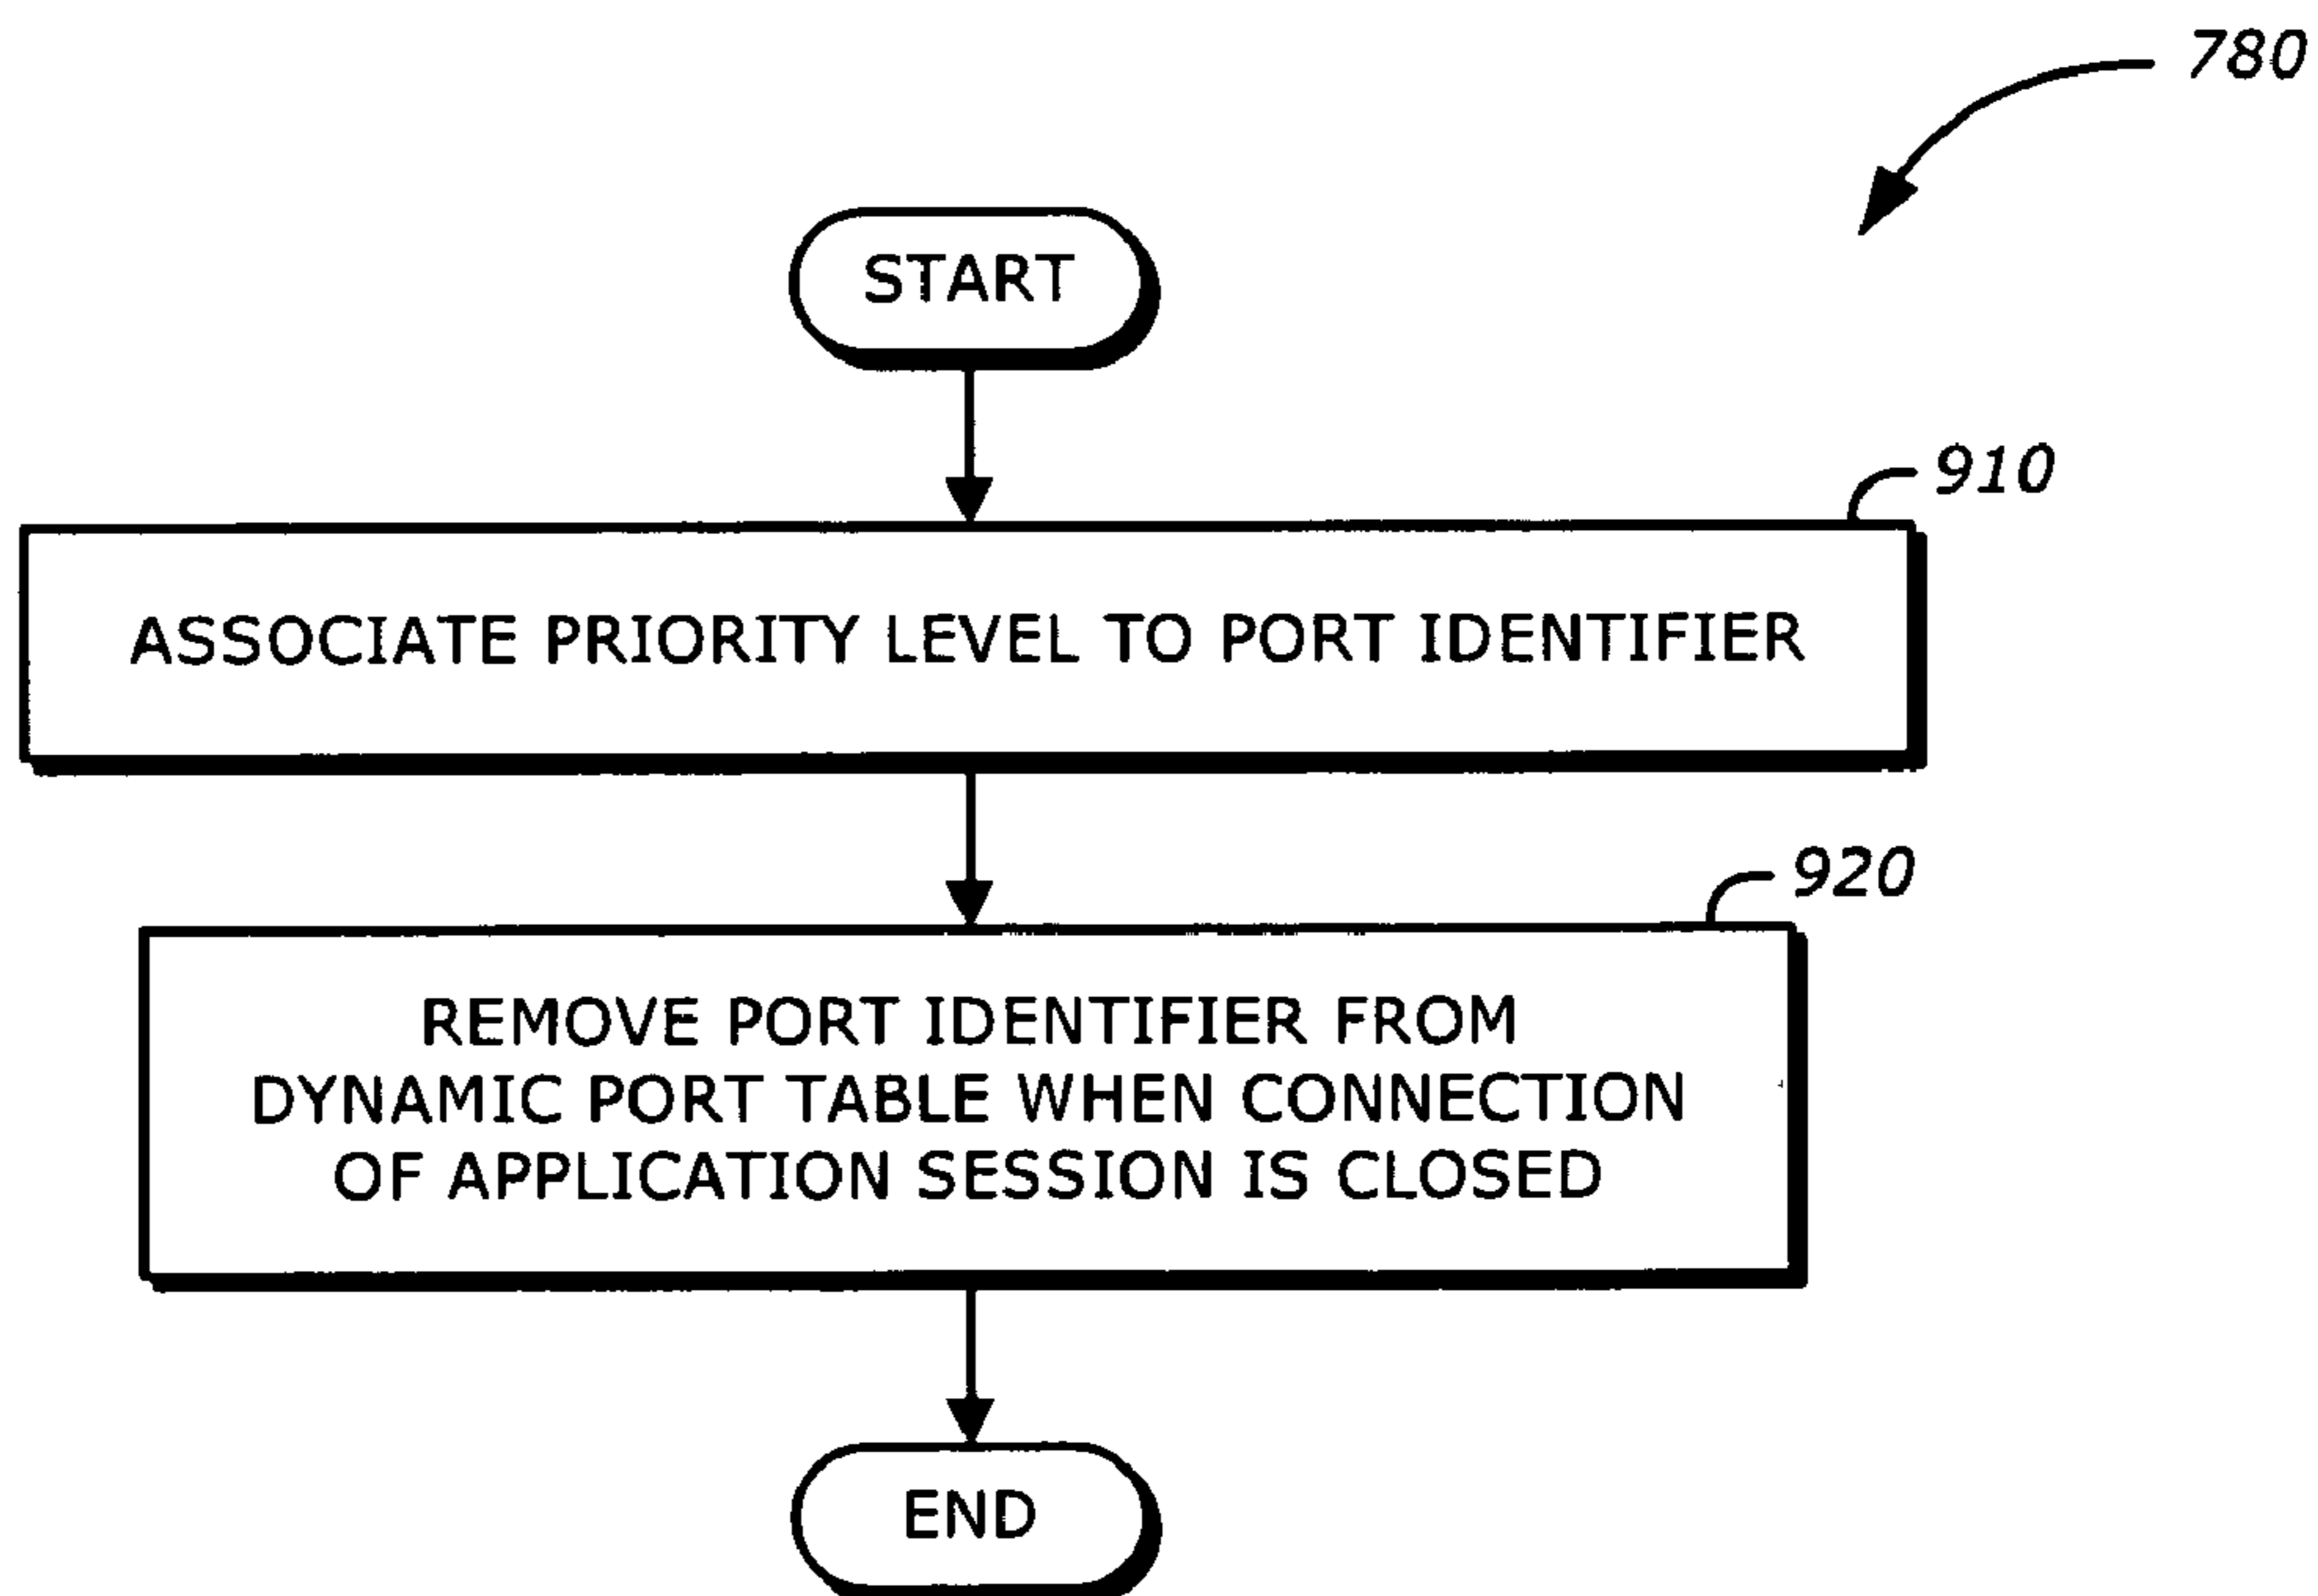 780
START
910
ASSOCIATE PRIORITY LEVEL TO PORT IDENTIFIER
920
REMOVE PORT IDENTIFIER FROM
DYNAMIC PORT TABLE WHEN CONNECTION
OF APPLICATION SESSION IS CLOSED
END